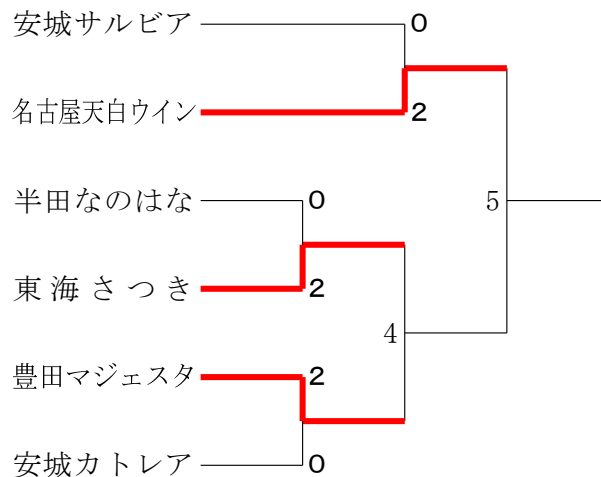 安城サルビア 0
名古屋天白ウイン 2
半田なのはな 0
5
東海さつき 2
4
豊田マジェスタ 2
安城カトレア 0